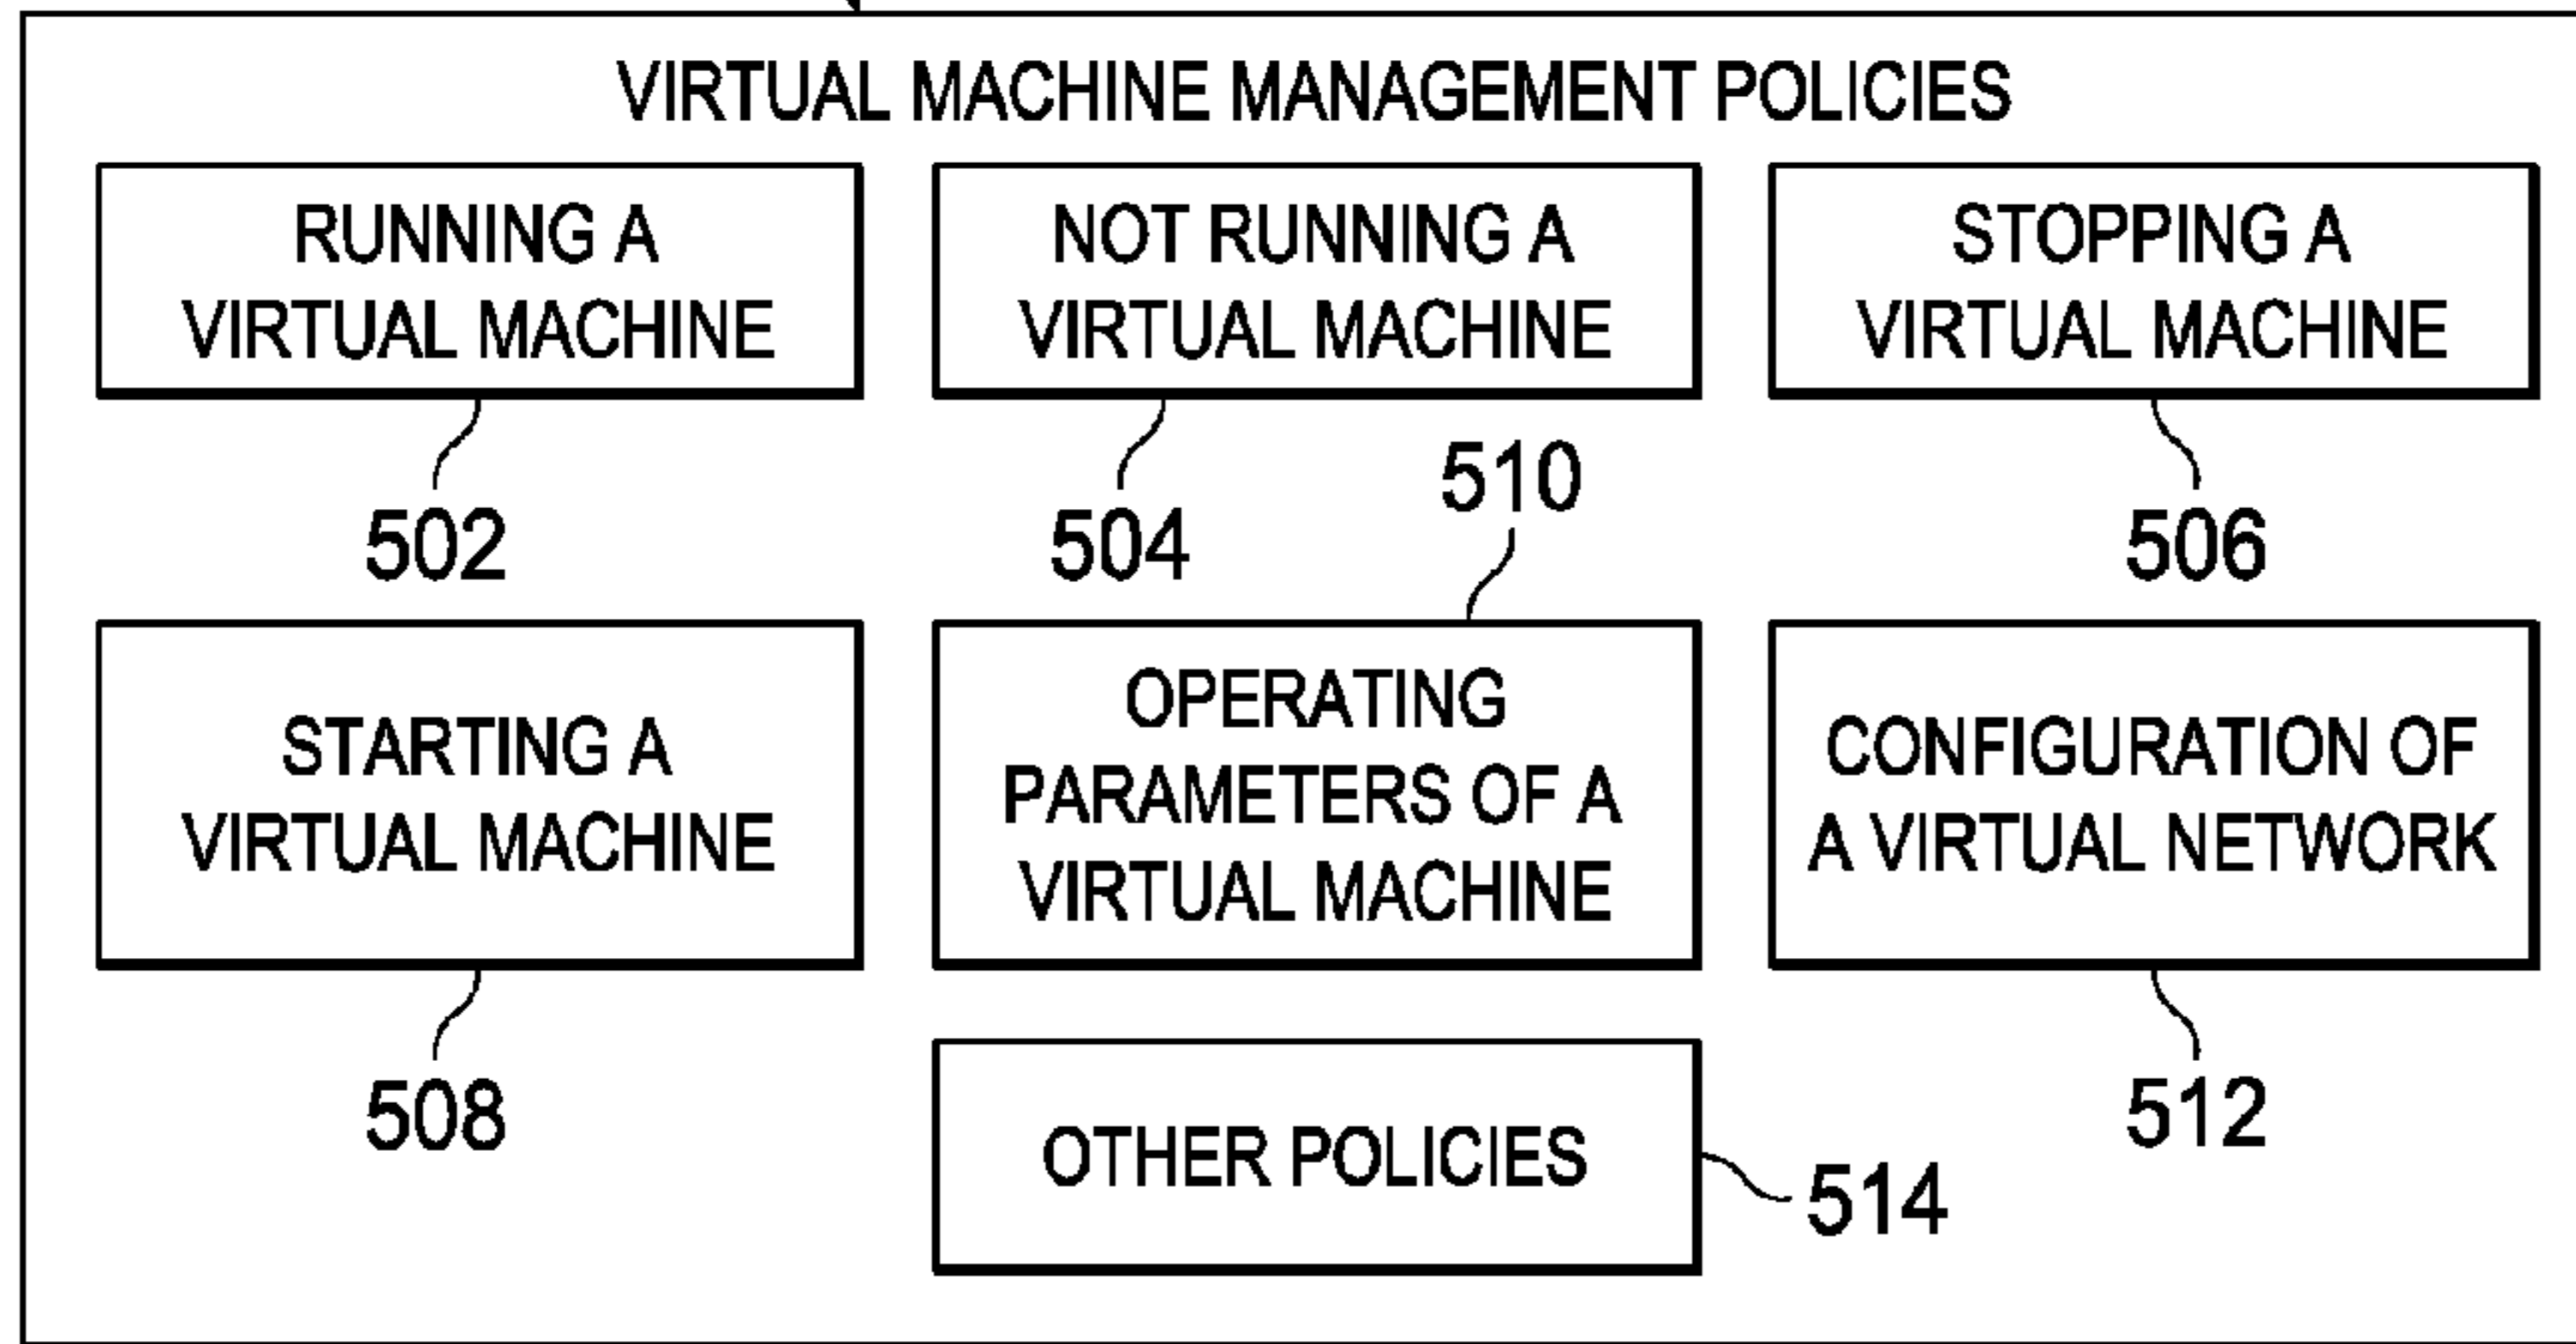 VIRTUAL MACHINE MANAGEMENT POLICIES
RUNNING A
VIRTUAL MACHINE
502
NOT RUNNING A
VIRTUAL MACHINE
504
STOPPING A
VIRTUAL MACHINE
506
STARTING A
VIRTUAL MACHINE
508
510
OPERATING
PARAMETERS OF A
VIRTUAL MACHINE
CONFIGURATION OF
A VIRTUAL NETWORK
512
OTHER POLICIES
514